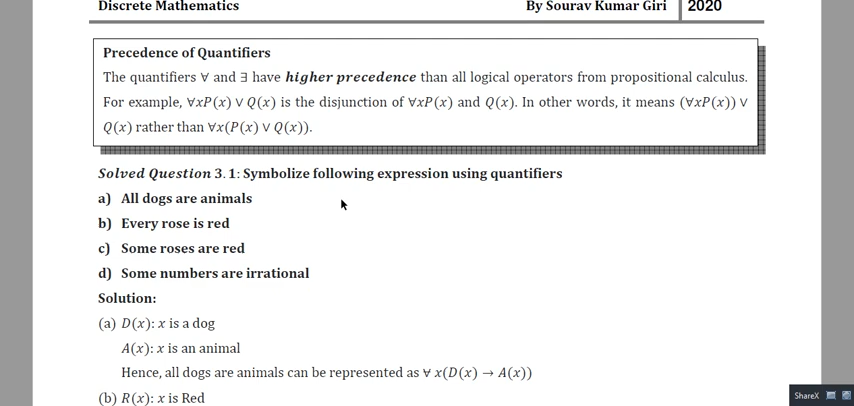 Discrete Mathematics By Sourav Kumar Giri 2020
Precedence of Quantifiers
The quantifiers ∀ and ∃ have higher precedence than all logical operators from propositional calculus.
For example, ∀xP(x) ∨ Q(x) is the disjunction of ∀xP(x) and Q(x). In other words, it means (∀xP(x)) ∨
Q(x) rather than ∀x(P(x) ∨ Q(x)).
Solved Question 3.1: Symbolize following expression using quantifiers
a) All dogs are animals
b) Every rose is red
c) Some roses are red
d) Some numbers are irrational
Solution:
(a) D(x): x is a dog
A(x): x is an animal
Hence, all dogs are animals can be represented as ∀ x(D(x) → A(x))
(b) R(x): x is Red
ShareX